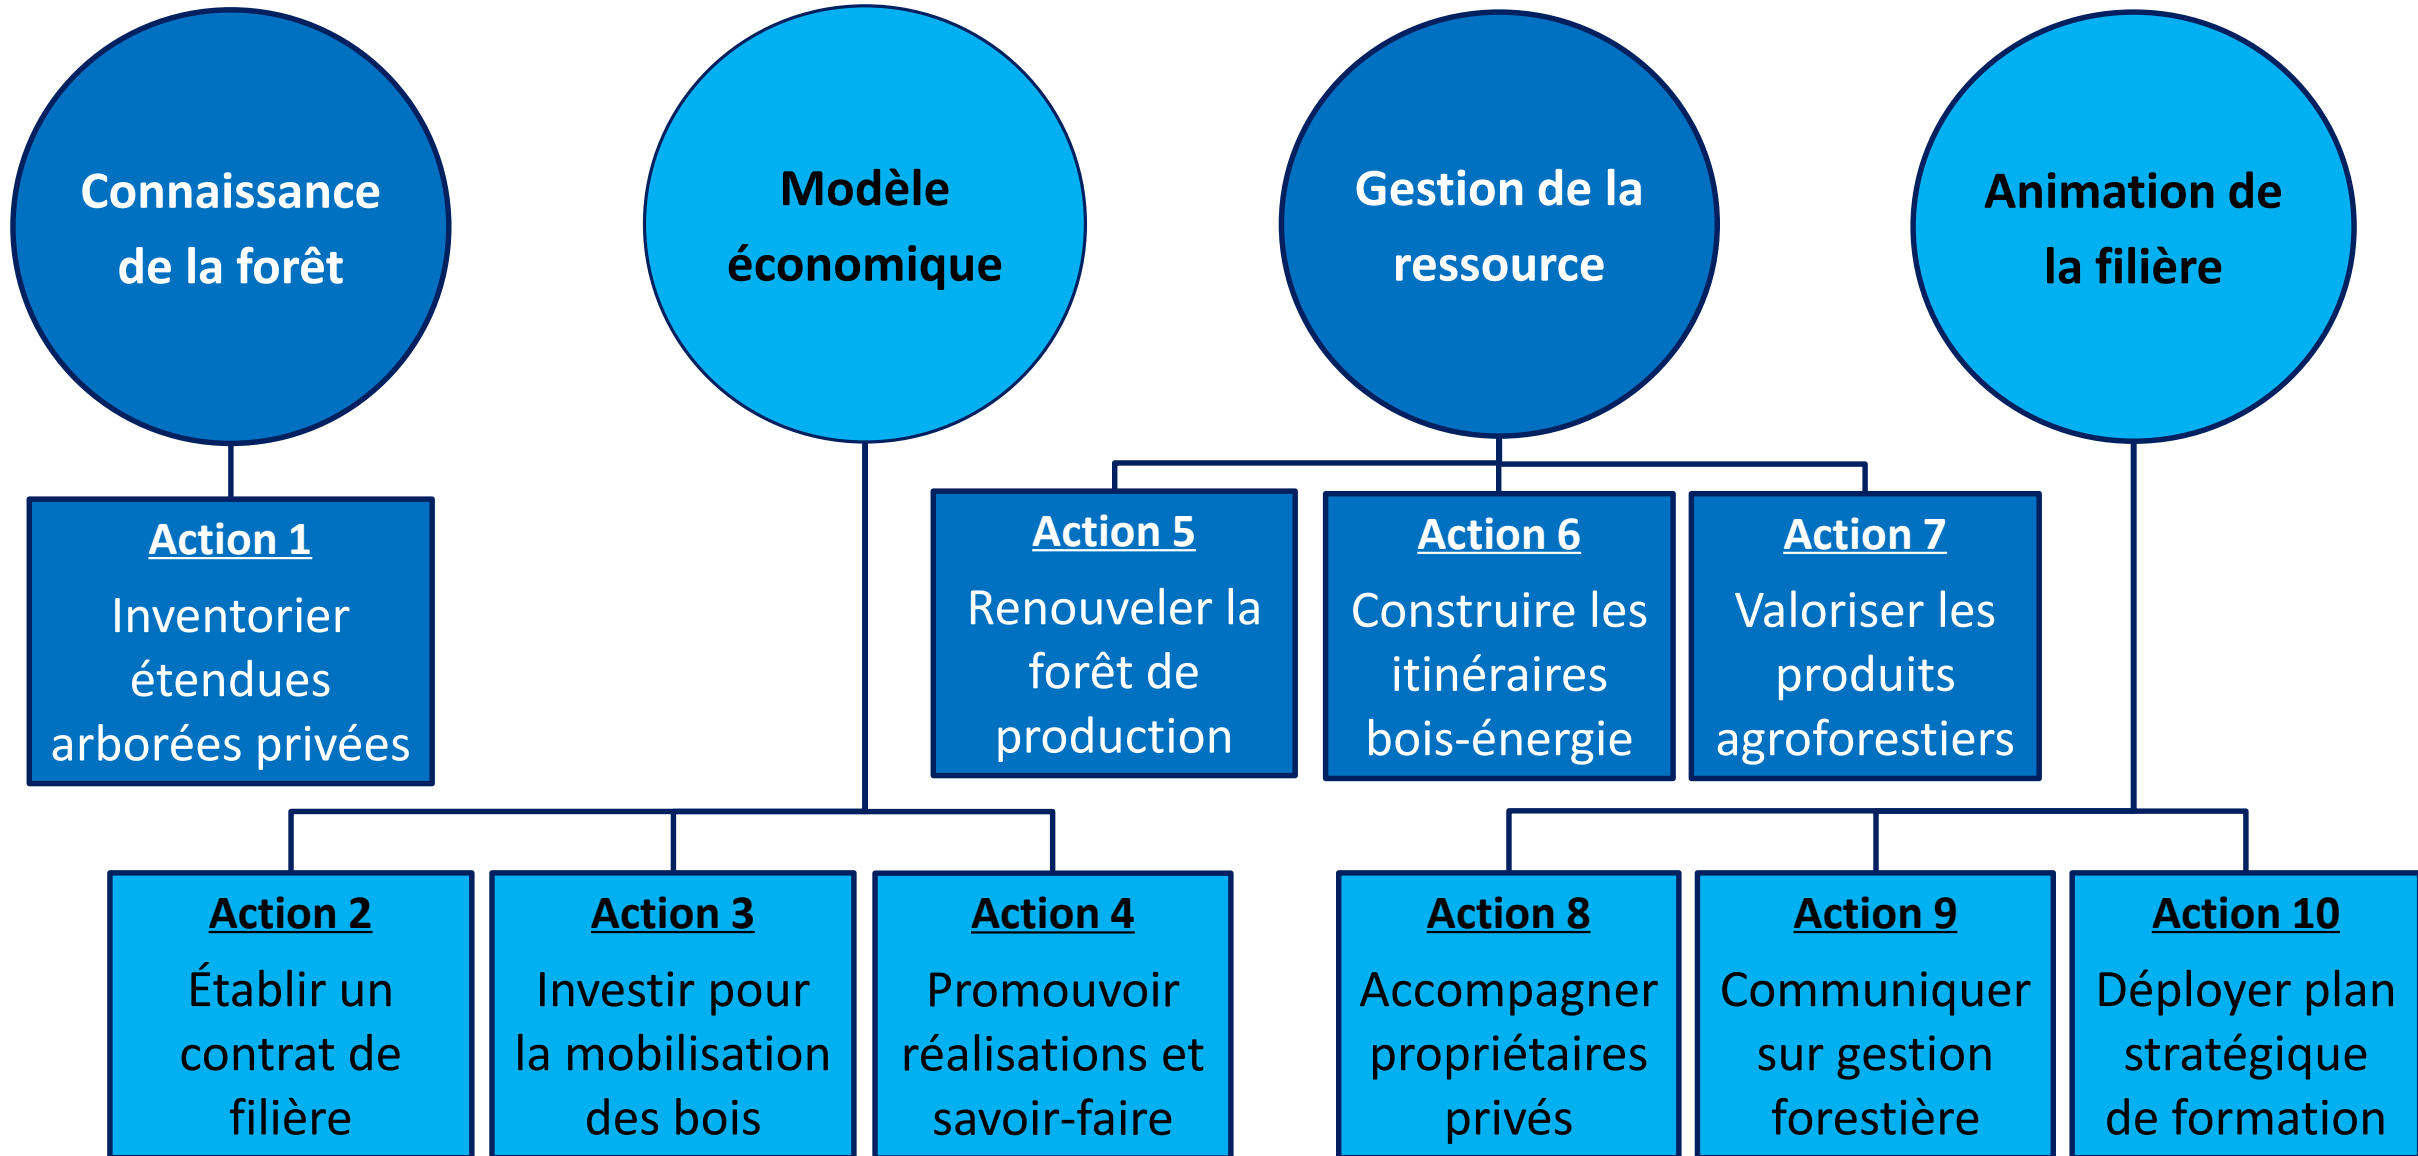 Connaissance
de la forêt
Modèle
économique
Gestion de la
ressource
Animation de
la filière
Action 1
Inventorier
étendues
arborées privées
Action 5
Renouveler la
forêt de
production
Action 6
Construire les
itinéraires
bois-énergie
Action 7
Valoriser les
produits
agroforestiers
Action 2
Établir un
contrat de
filière
Action 3
Investir pour
la mobilisation
des bois
Action 4
Promouvoir
réalisations et
savoir-faire
Action 8
Accompagner
propriétaires
privés
Action 9
Communiquer
sur gestion
forestière
Action 10
Déployer plan
stratégique
de formation